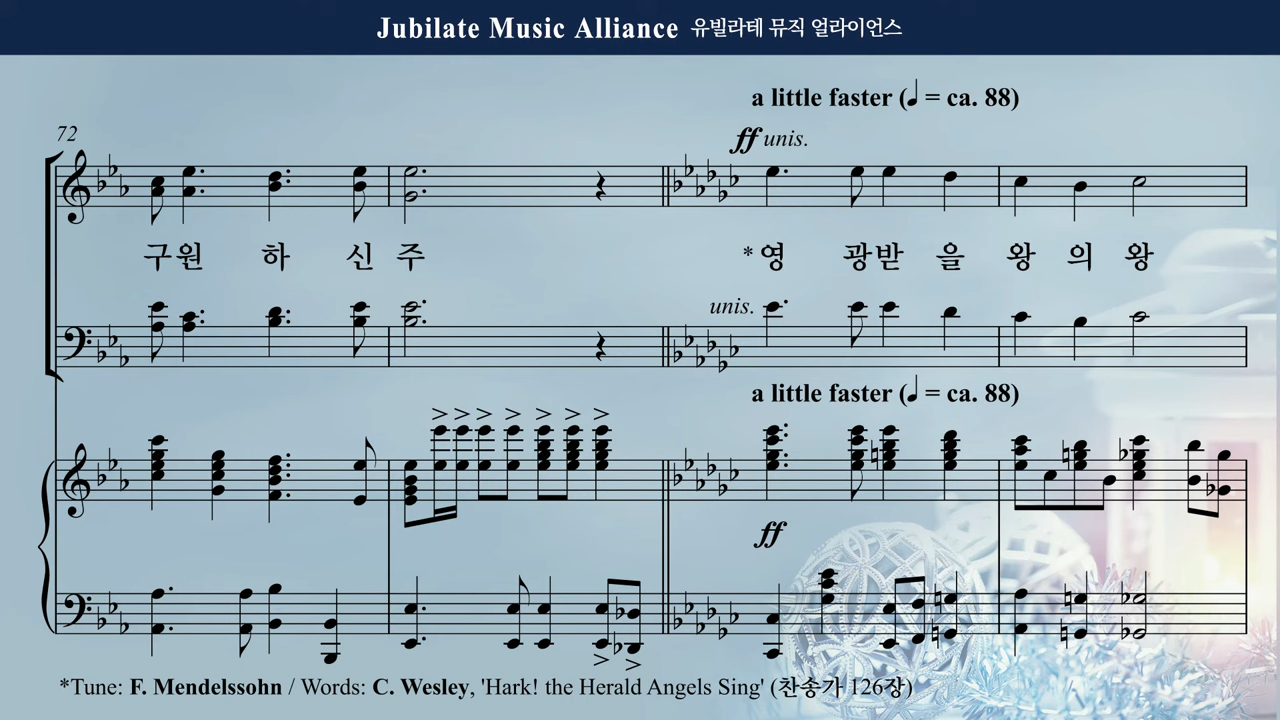 Jubilate Music Alliance 유빌라테 뮤직 얼라이언스
a little faster (♩ = ca. 88)
72
ff unis.
구원 하 신 주 *영 광받 을 왕 의 왕
unis.
a little faster (♩ = ca. 88)
ff
*Tune: F. Mendelssohn / Words: C. Wesley, 'Hark! the Herald Angels Sing' (찬송가 126장)